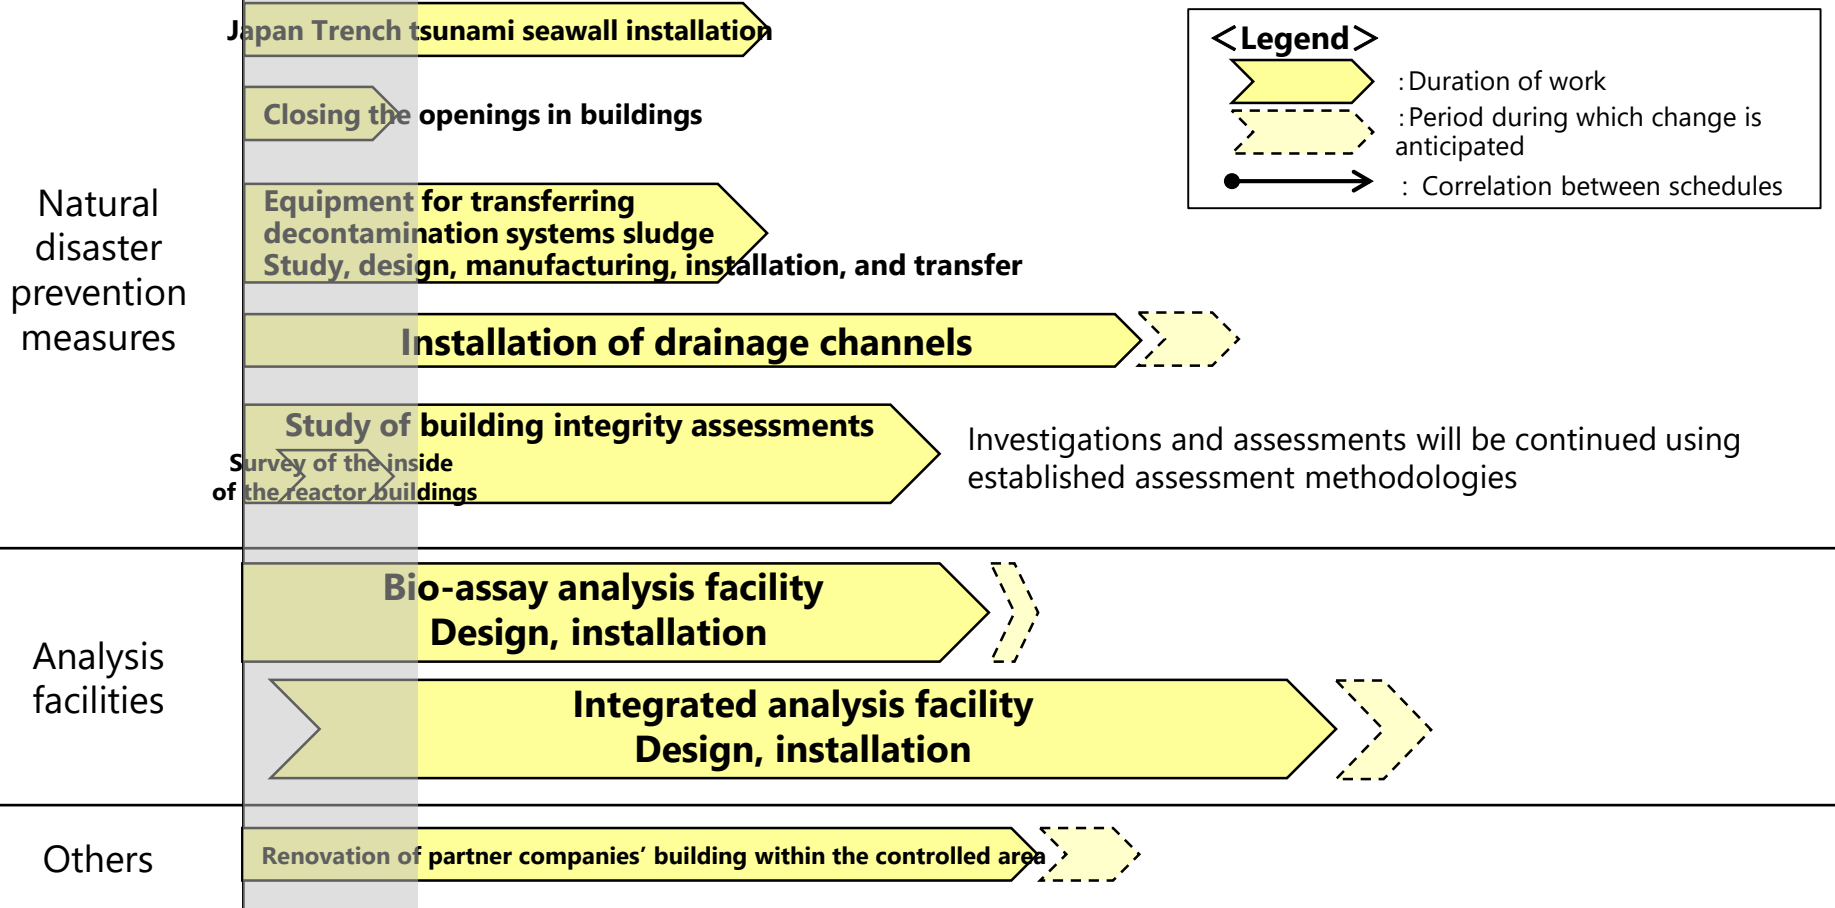 Japan Trench tsunami seawall installation
Closing the openings in buildings
Natural
disaster
prevention
measures
Equipment for transferring
decontamination systems sludge
Study, design, manufacturing, installation, and transfer
Installation of drainage channels
Study of building integrity assessments
Survey of the inside
of the reactor buildings
Investigations and assessments will be continued using
established assessment methodologies
<Legend>
:Duration of work
:Period during which change is
anticipated
: Correlation between schedules
Analysis
facilities
Bio-assay analysis facility
Design, installation
Integrated analysis facility
Design, installation
Others
Renovation of partner companies’ building within the controlled area